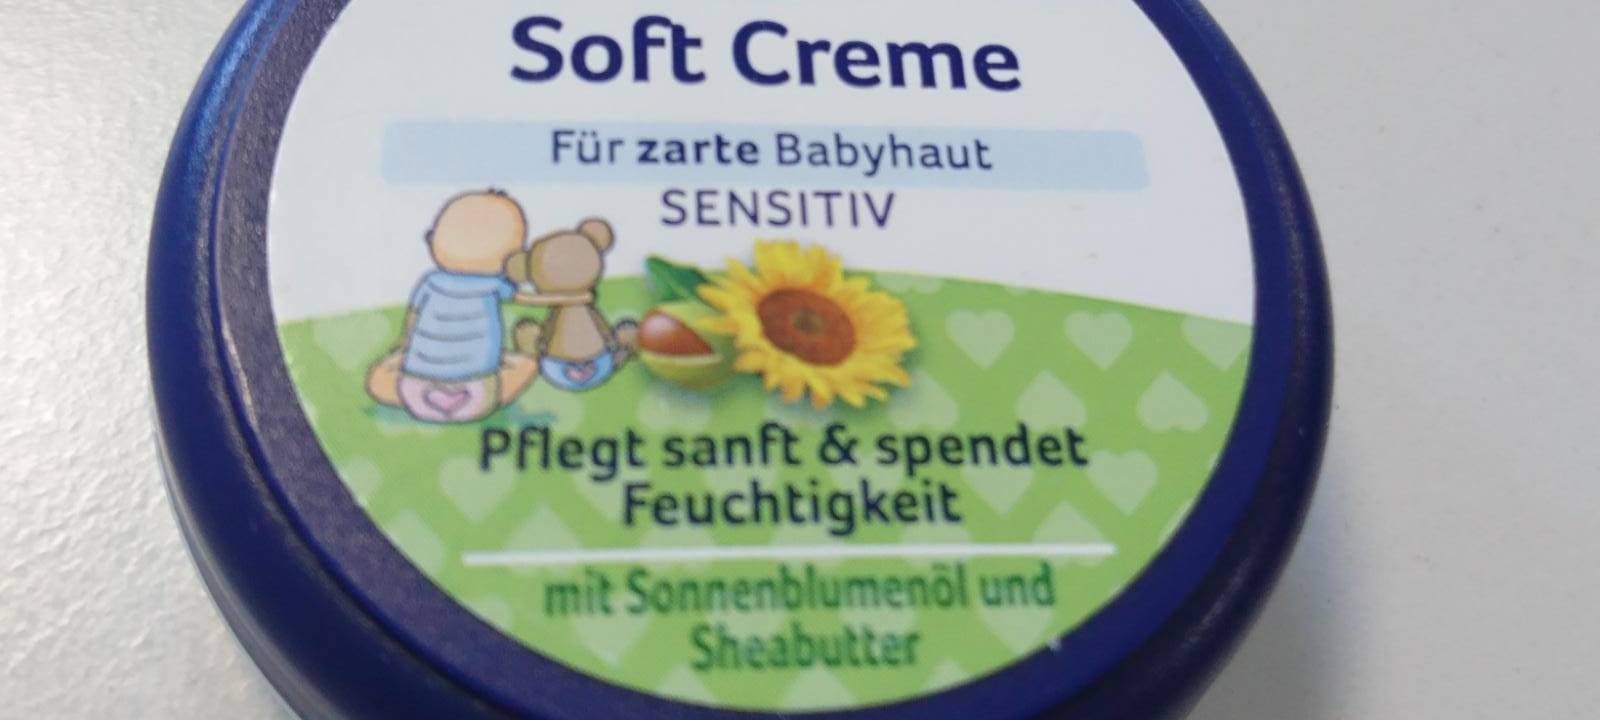 Soft Creme
Für zarte Babyhaut
SENSITIV
Pflegt sanft & spendet
Feuchtigkeit
mit Sonnenblumenöl und
Sheabutter